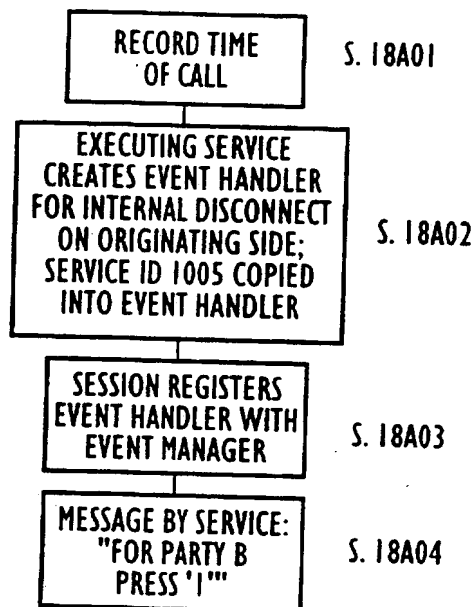 RECORD TIME
OF CALL
S. 18A01
EXECUTING SERVICE
CREATES EVENT HANDLER
FOR INTERNAL DISCONNECT
ON ORIGINATING SIDE;
SERVICE ID 1005 COPIED
INTO EVENT HANDLER
S. 18A02
SESSION REGISTERS
EVENT HANDLER WITH
EVENT MANAGER
S. 18A03
MESSAGE BY SERVICE:
"FOR PARTY B
PRESS '1'"
S. 18A04